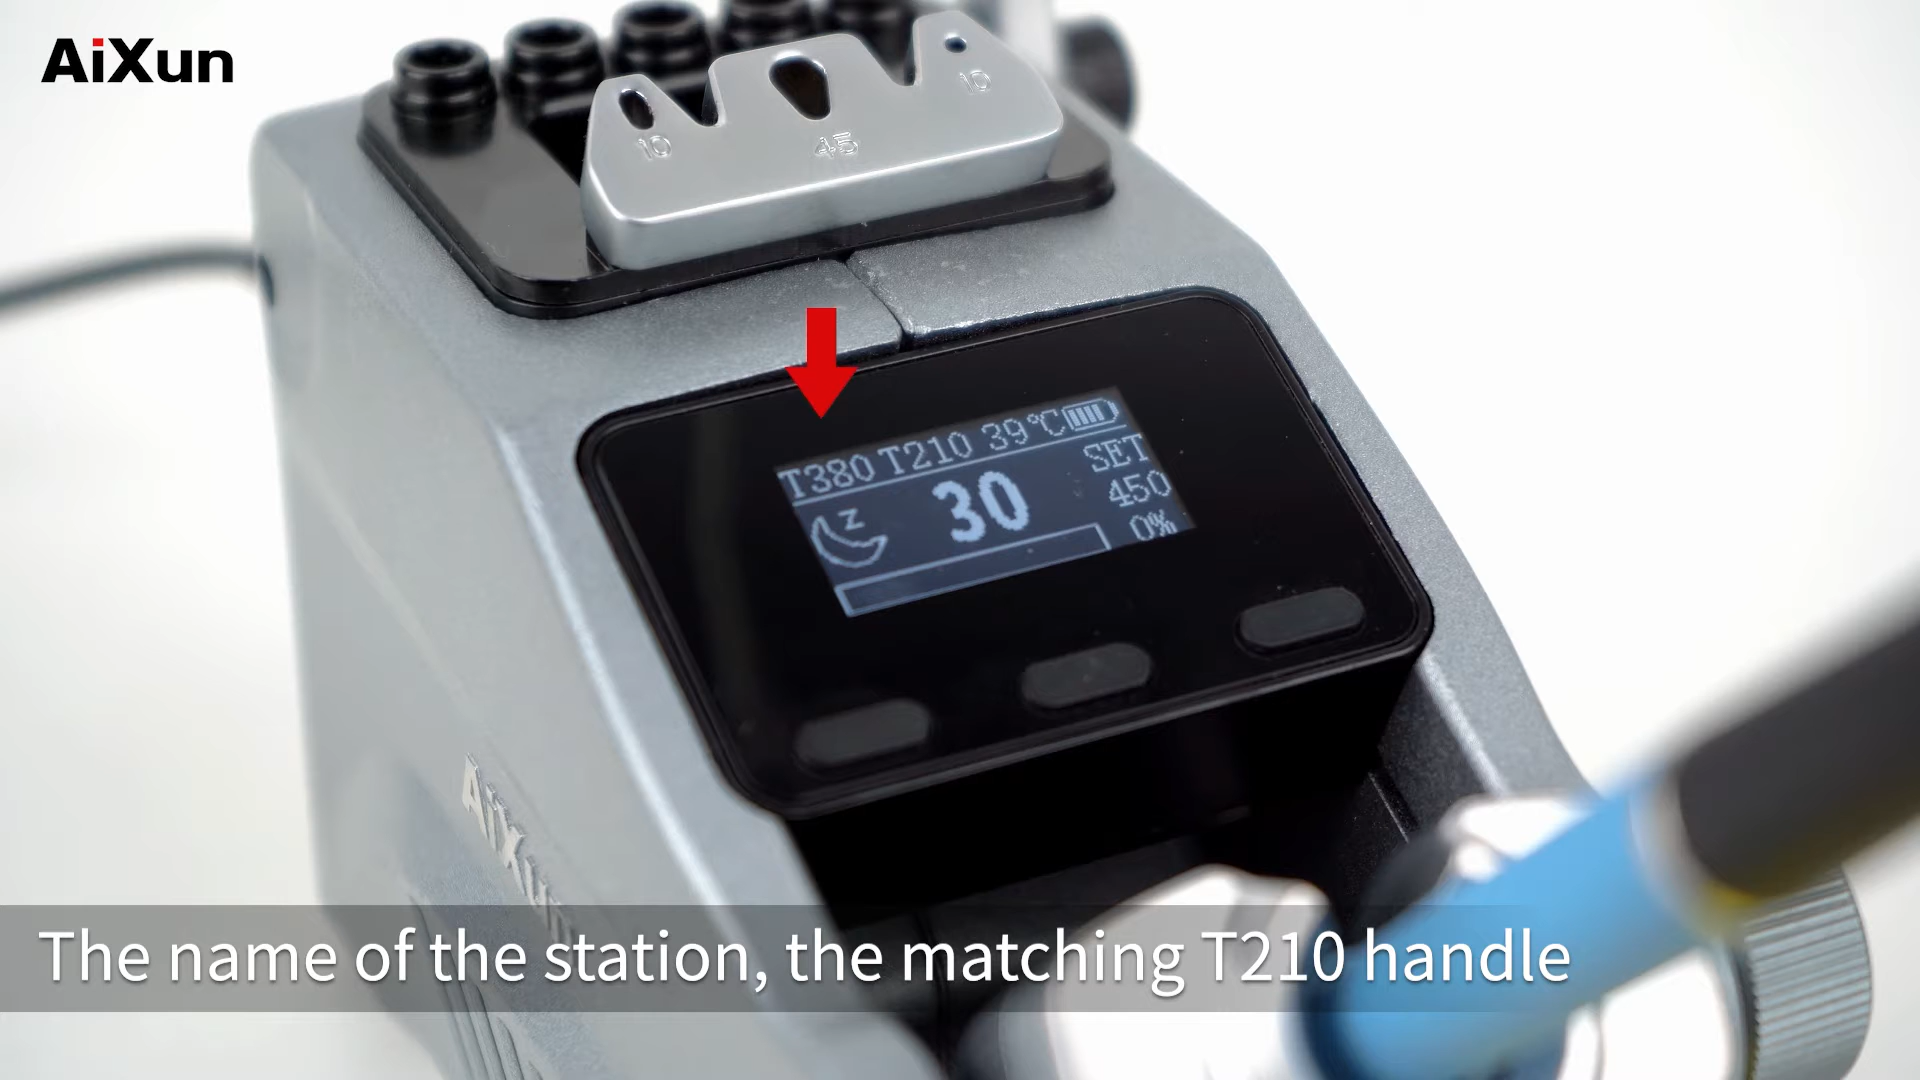 AiXun
10
45
10
T380 T210 39°C
SET
30
450
0%
z
AiXun
The name of the station, the matching T210 handle